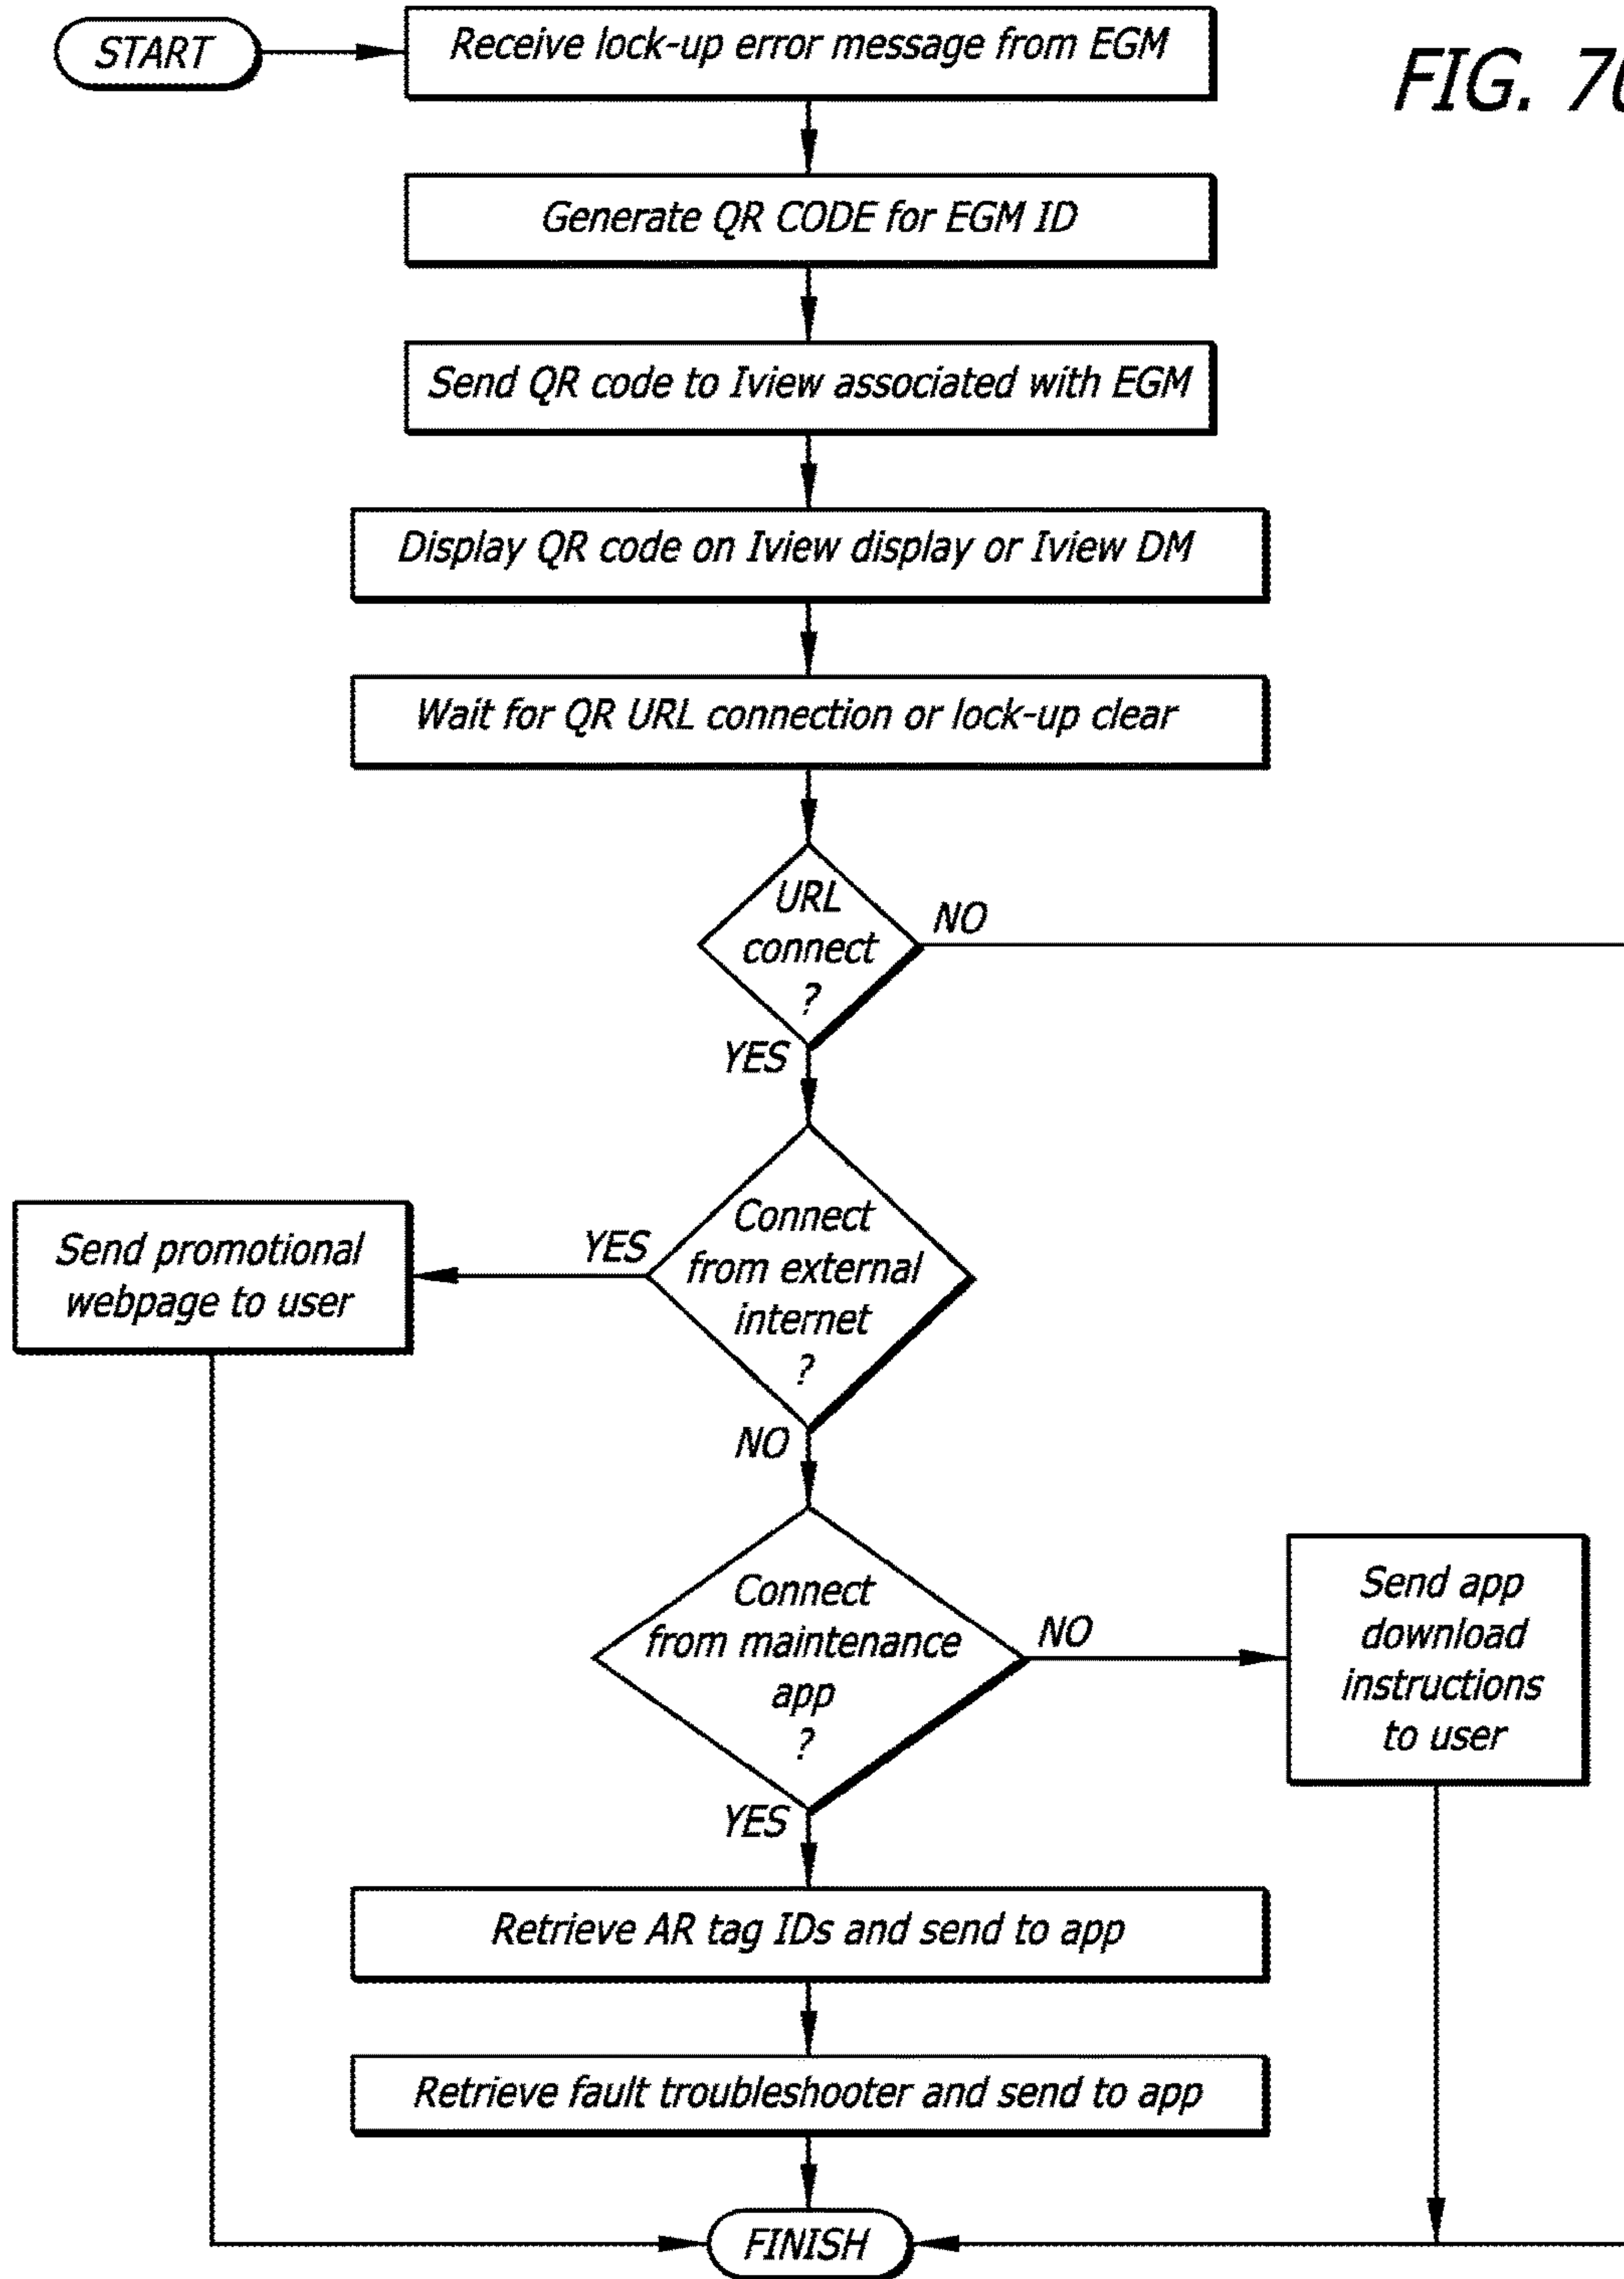 START
Receive lock-up error message from EGM
FIG. 70
Generate QR CODE for EGM ID
Send QR code to Iview associated with EGM
Display QR code on Iview display or Iview DM
Wait for QR URL connection or lock-up clear
URL
connect
?
NO
YES
Connect
from external
internet
?
YES
Send promotional
webpage to user
NO
Connect
from maintenance
app
?
NO
Send app
download
instructions
to user
YES
Retrieve AR tag IDs and send to app
Retrieve fault troubleshooter and send to app
FINISH